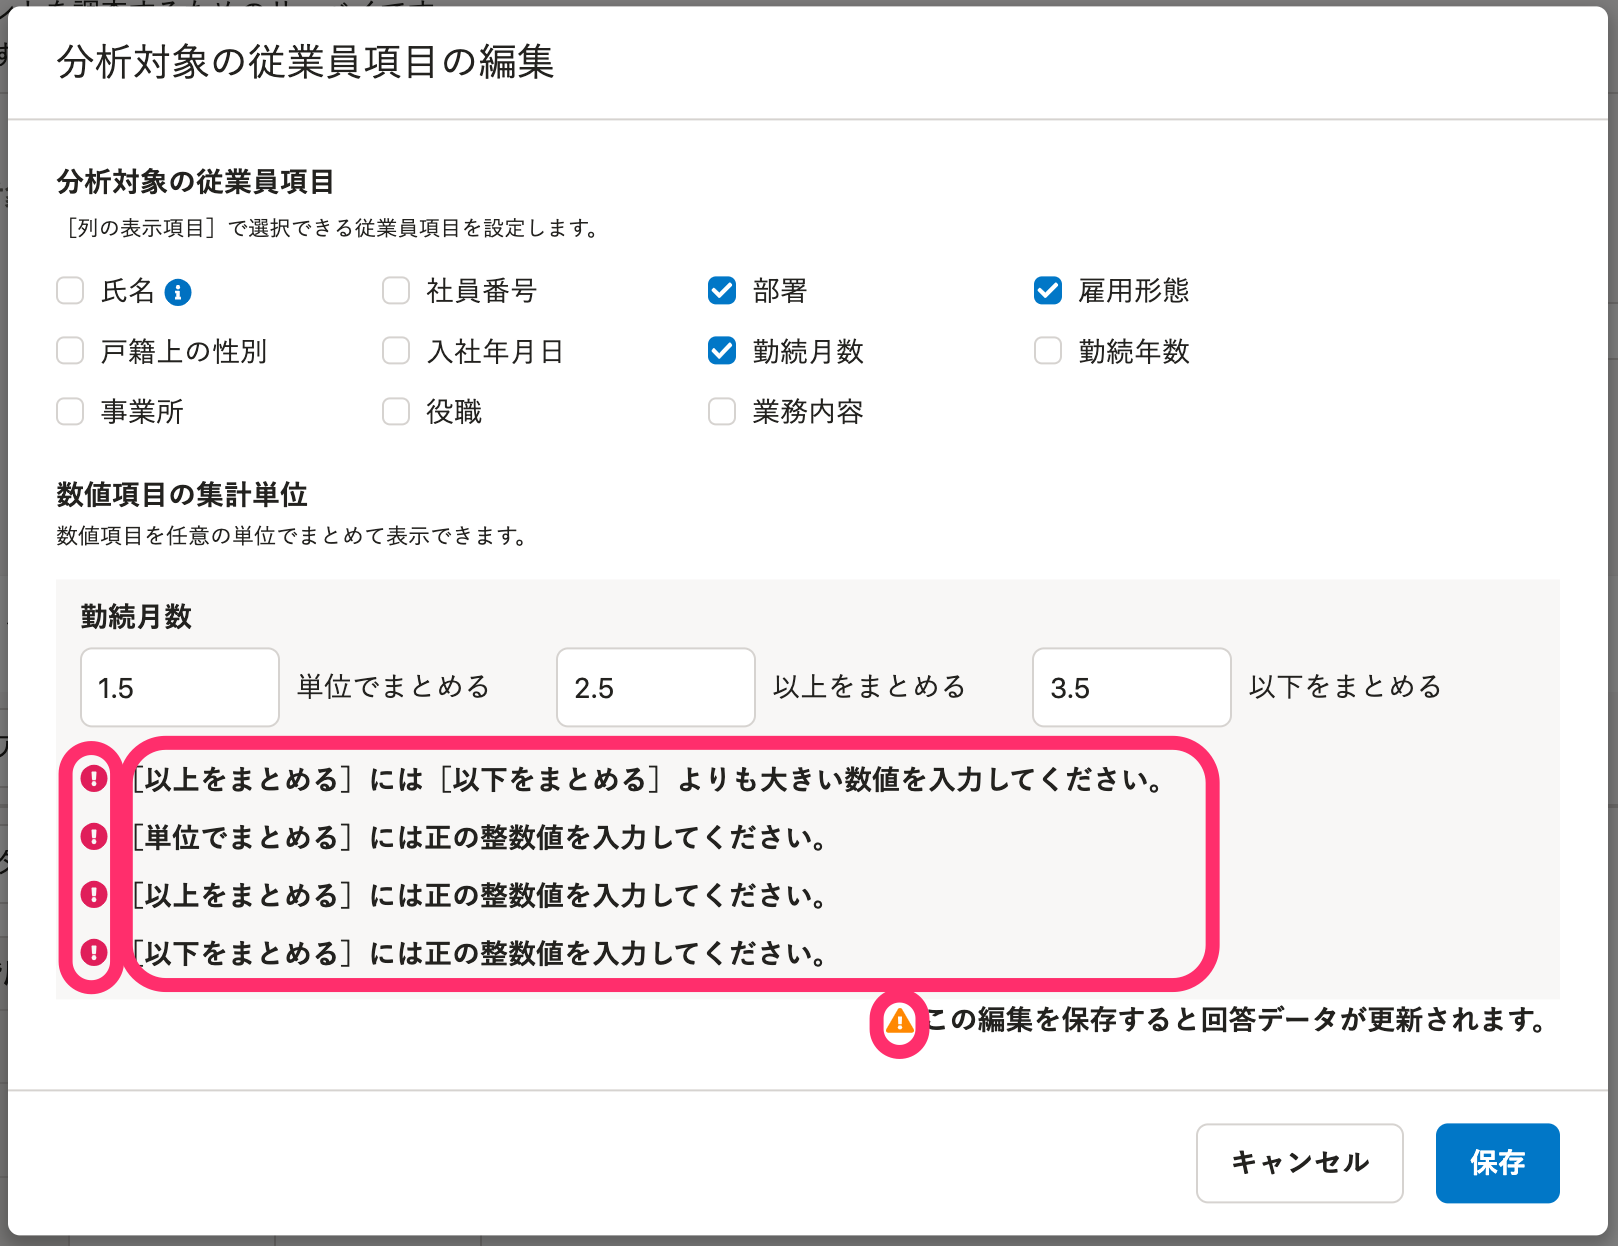 分析対象の従業員項目の編集
分析対象の従業員項目
［列の表示項目］で選択できる従業員項目を設定します。
氏名 社員番号 部署 雇用形態
戸籍上の性別 入社年月日 勤続月数 勤続年数
事業所 役職 業務内容
数値項目の集計単位
数値項目を任意の単位でまとめて表示できます。
勤続月数
1.5 単位でまとめる 2.5 以上をまとめる 3.5 以下をまとめる
［以上をまとめる］には［以下をまとめる］よりも大きい数値を入力してください。
［単位でまとめる］には正の整数値を入力してください。
［以上をまとめる］には正の整数値を入力してください。
［以下をまとめる］には正の整数値を入力してください。
この編集を保存すると回答データが更新されます。
キャンセル 保存